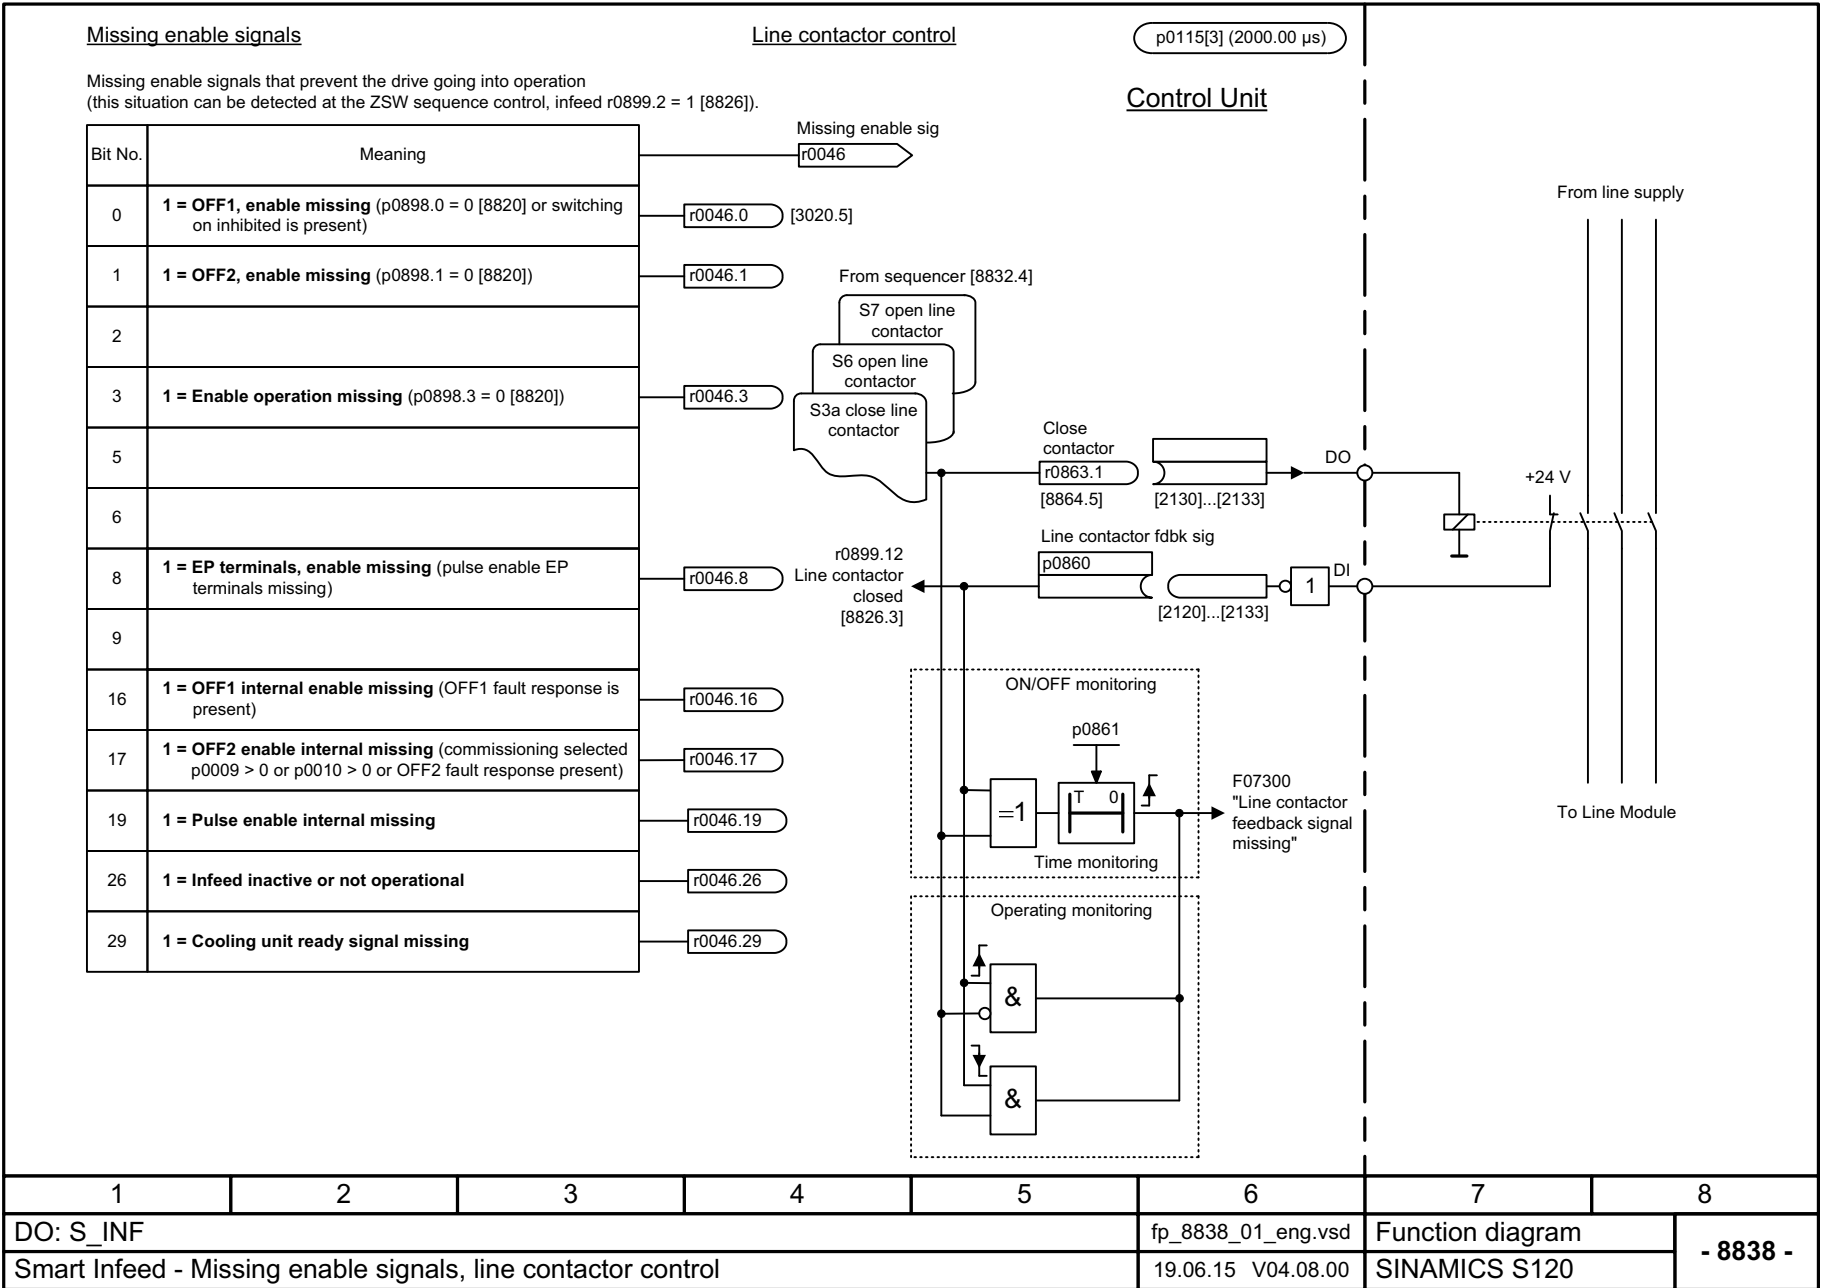 Missing enable signals
Line contactor control
p0115[3] (2000.00 µs)
Control Unit
Missing enable signals that prevent the drive going into operation
(this situation can be detected at the ZSW sequence control, infeed r0899.2 = 1 [8826]).
Bit No.
Meaning
Missing enable sig
r0046
0
1 = OFF1, enable missing (p0898.0 = 0 [8820] or switching
on inhibited is present)
r0046.0
[3020.5]
1
1 = OFF2, enable missing (p0898.1 = 0 [8820])
r0046.1
2
3
1 = Enable operation missing (p0898.3 = 0 [8820])
r0046.3
5
6
8
1 = EP terminals, enable missing (pulse enable EP
terminals missing)
r0046.8
9
16
1 = OFF1 internal enable missing (OFF1 fault response is
present)
r0046.16
17
1 = OFF2 enable internal missing (commissioning selected
p0009 > 0 or p0010 > 0 or OFF2 fault response present)
r0046.17
19
1 = Pulse enable internal missing
r0046.19
26
1 = Infeed inactive or not operational
r0046.26
29
1 = Cooling unit ready signal missing
r0046.29
From sequencer [8832.4]
S7 open line
contactor
S6 open line
contactor
S3a close line
contactor
Close
contactor
r0863.1
[8864.5]
[2130]...[2133]
DO
Line contactor fdbk sig
p0860
[2120]...[2133]
1
DI
r0899.12
Line contactor
closed
[8826.3]
From line supply
+24 V
To Line Module
ON/OFF monitoring
p0861
=1
T 0
Time monitoring
F07300
"Line contactor
feedback signal
missing"
Operating monitoring
&
&
1 2 3 4 5 6 7 8
DO: S_INF
fp_8838_01_eng.vsd
Function diagram
- 8838 -
Smart Infeed - Missing enable signals, line contactor control
19.06.15 V04.08.00
SINAMICS S120